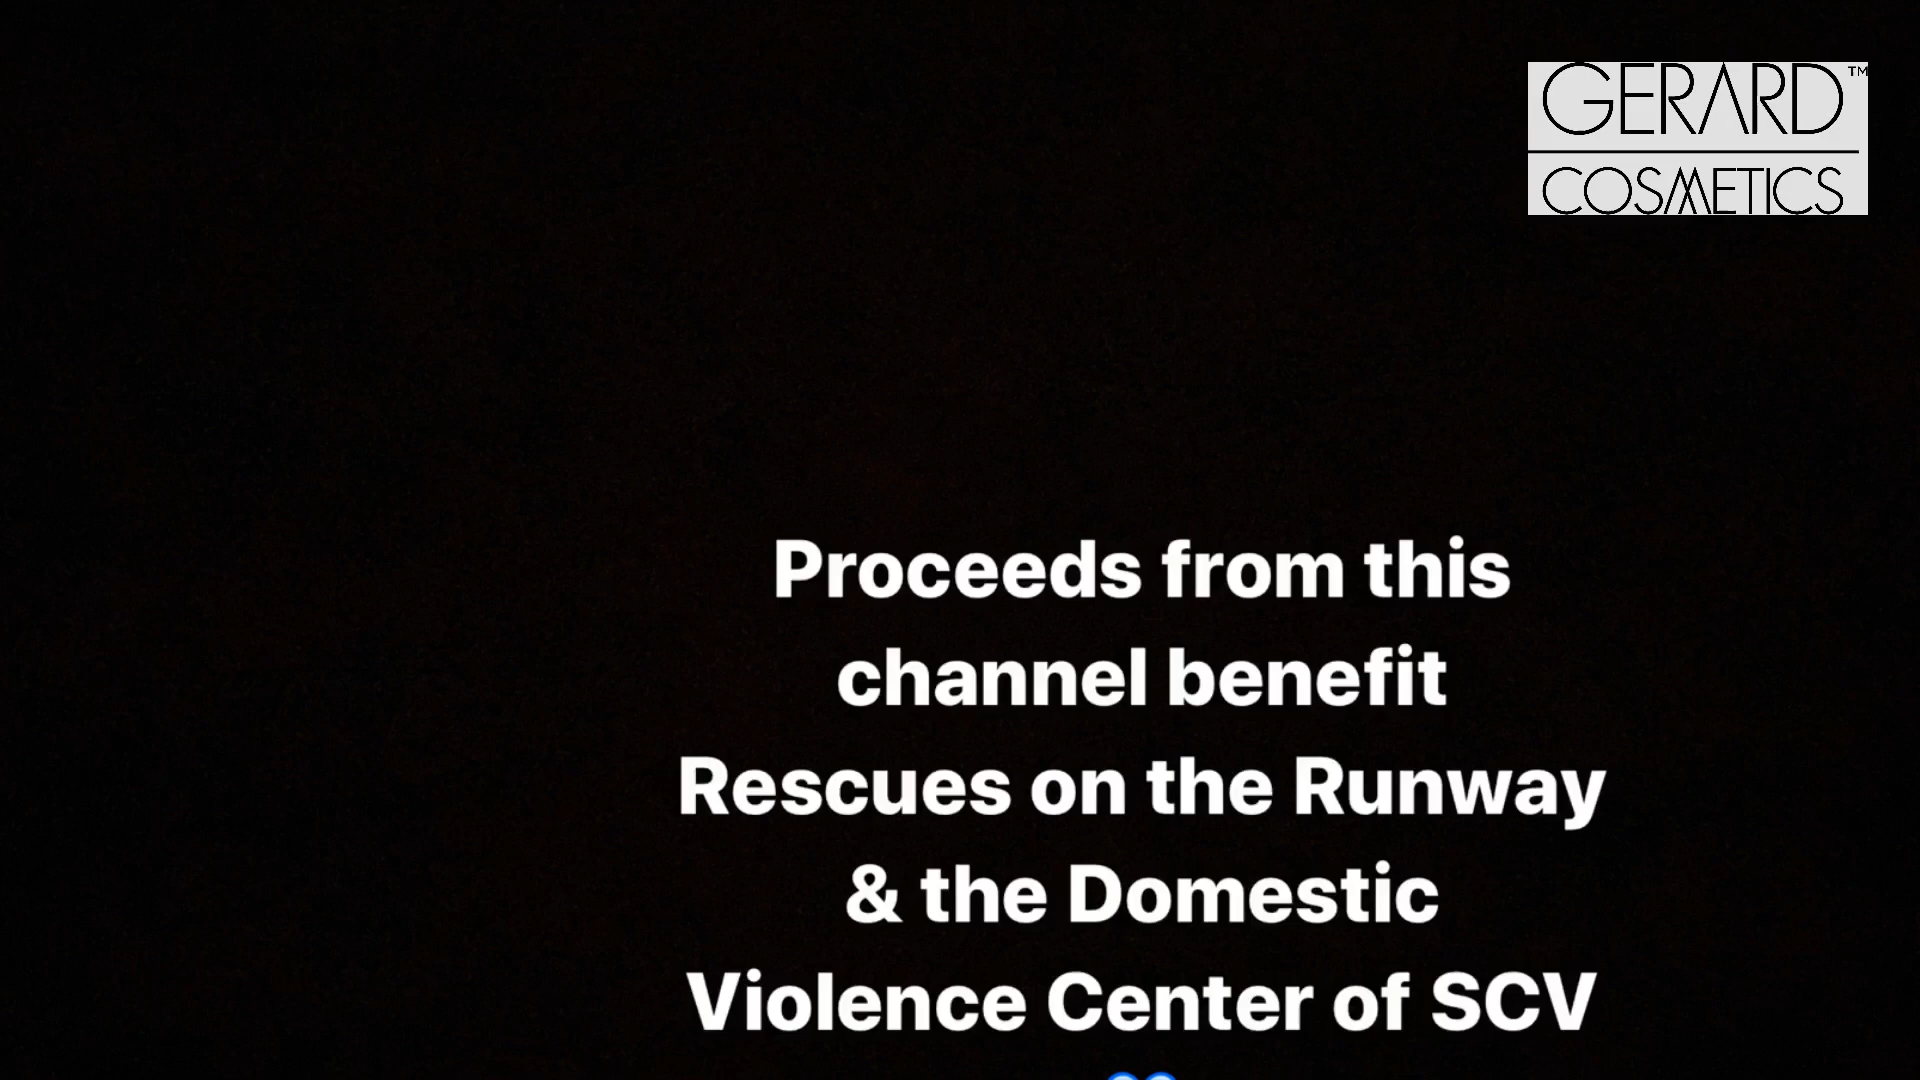 GERARD™
COSMETICS
Proceeds from this
channel benefit
Rescues on the Runway
& the Domestic
Violence Center of SCV